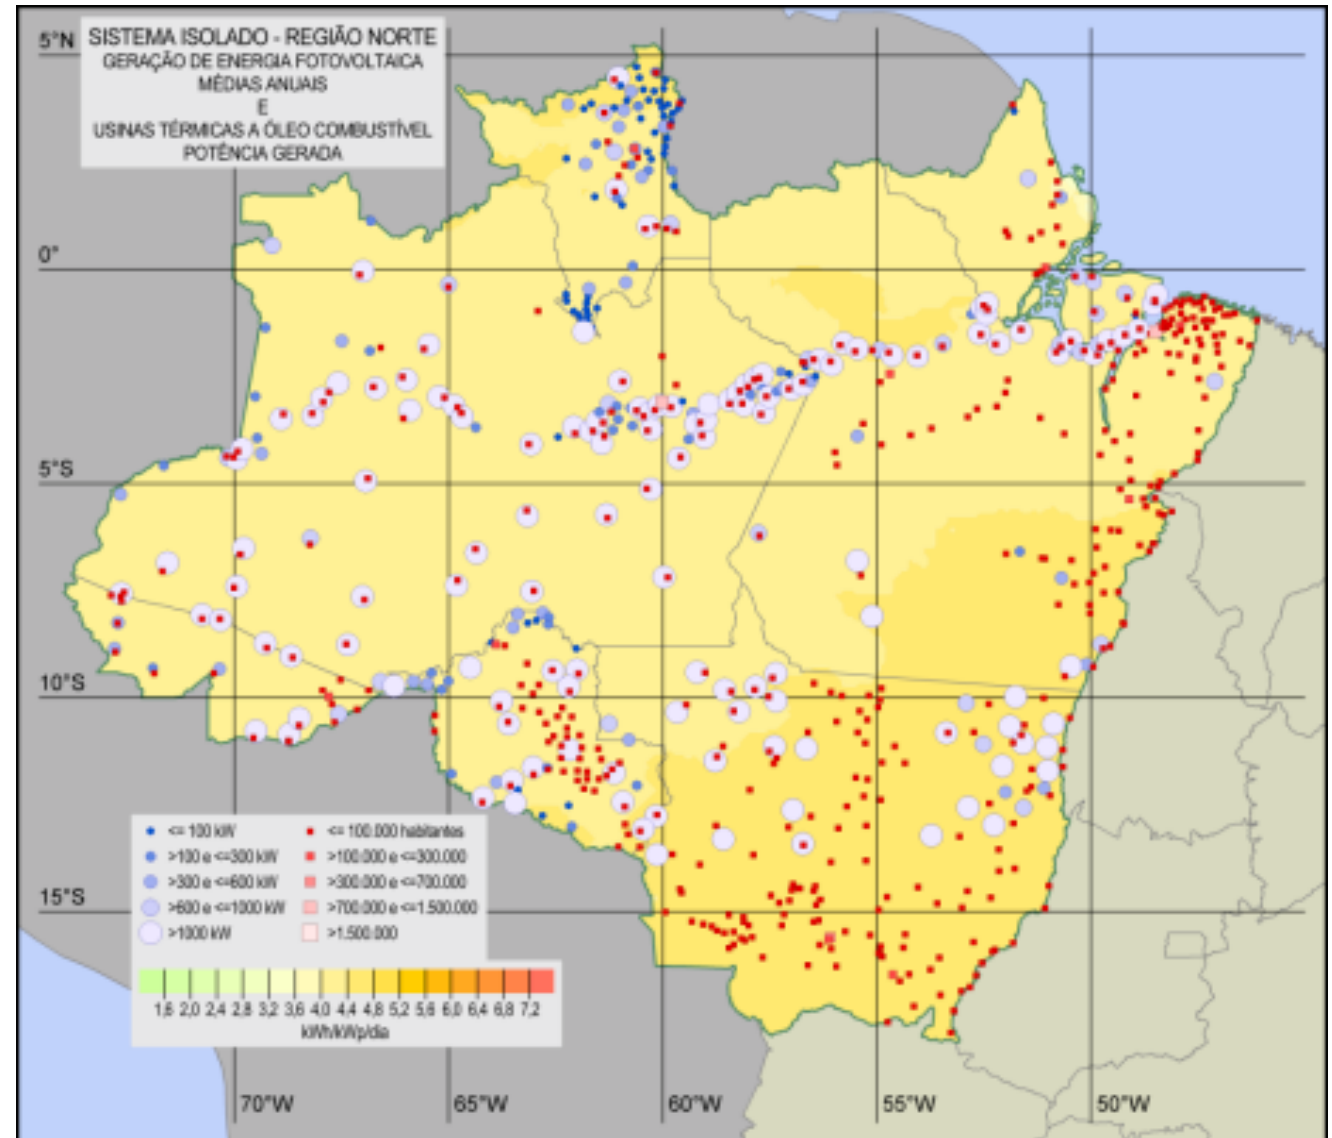 SISTEMA ISOLADO - REGIÃO NORTE
GERAÇÃO DE ENERGIA FOTOVOLTAICA
MÉDIAS ANUAIS
E
USINAS TÉRMICAS A ÓLEO COMBUSTÍVEL
POTÊNCIA GERADA
5°N
0°
5°S
10°S
15°S
<= 100 kW
>100 e <=300 kW
>300 e <=600 kW
>600 e <=1000 kW
>1000 kW
<= 100.000 habitantes
>100.000 e <=300.000
>300.000 e <=700.000
>700.000 e <=1.500.000
>1.500.000
1,6 2,0 2,4 2,8 3,2 3,6 4,0 4,4 4,8 5,2 5,6 6,0 6,4 6,8 7,2
kWh/kWp/dia
70°W 65°W 60°W 55°W 50°W